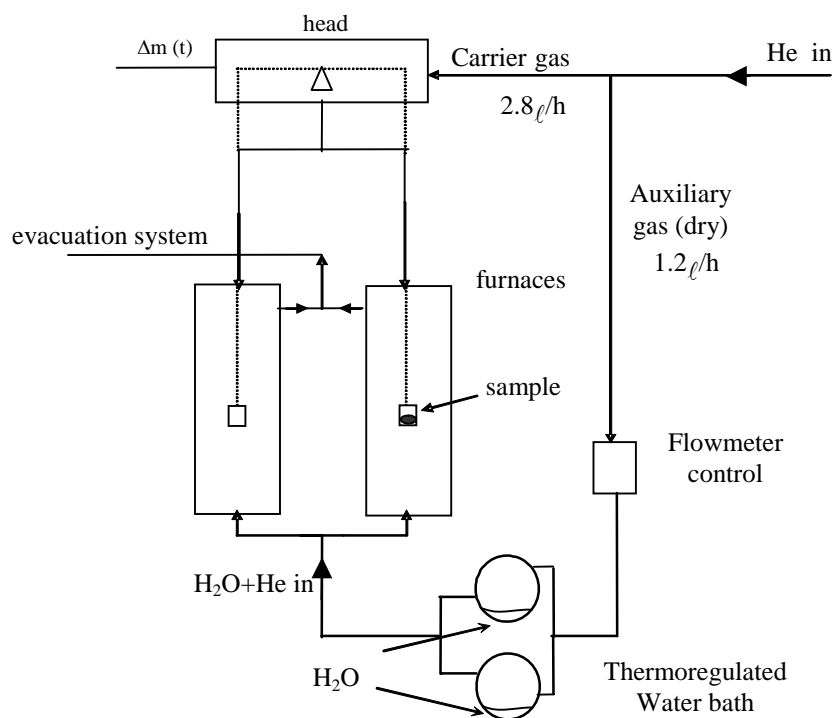 head
Δm (t)
Carrier gas
He in
2.8ℓ/h
Auxiliary
gas (dry)
1.2ℓ/h
evacuation system
furnaces
sample
Flowmeter
control
H₂O+He in
H₂O
Thermoregulated
Water bath